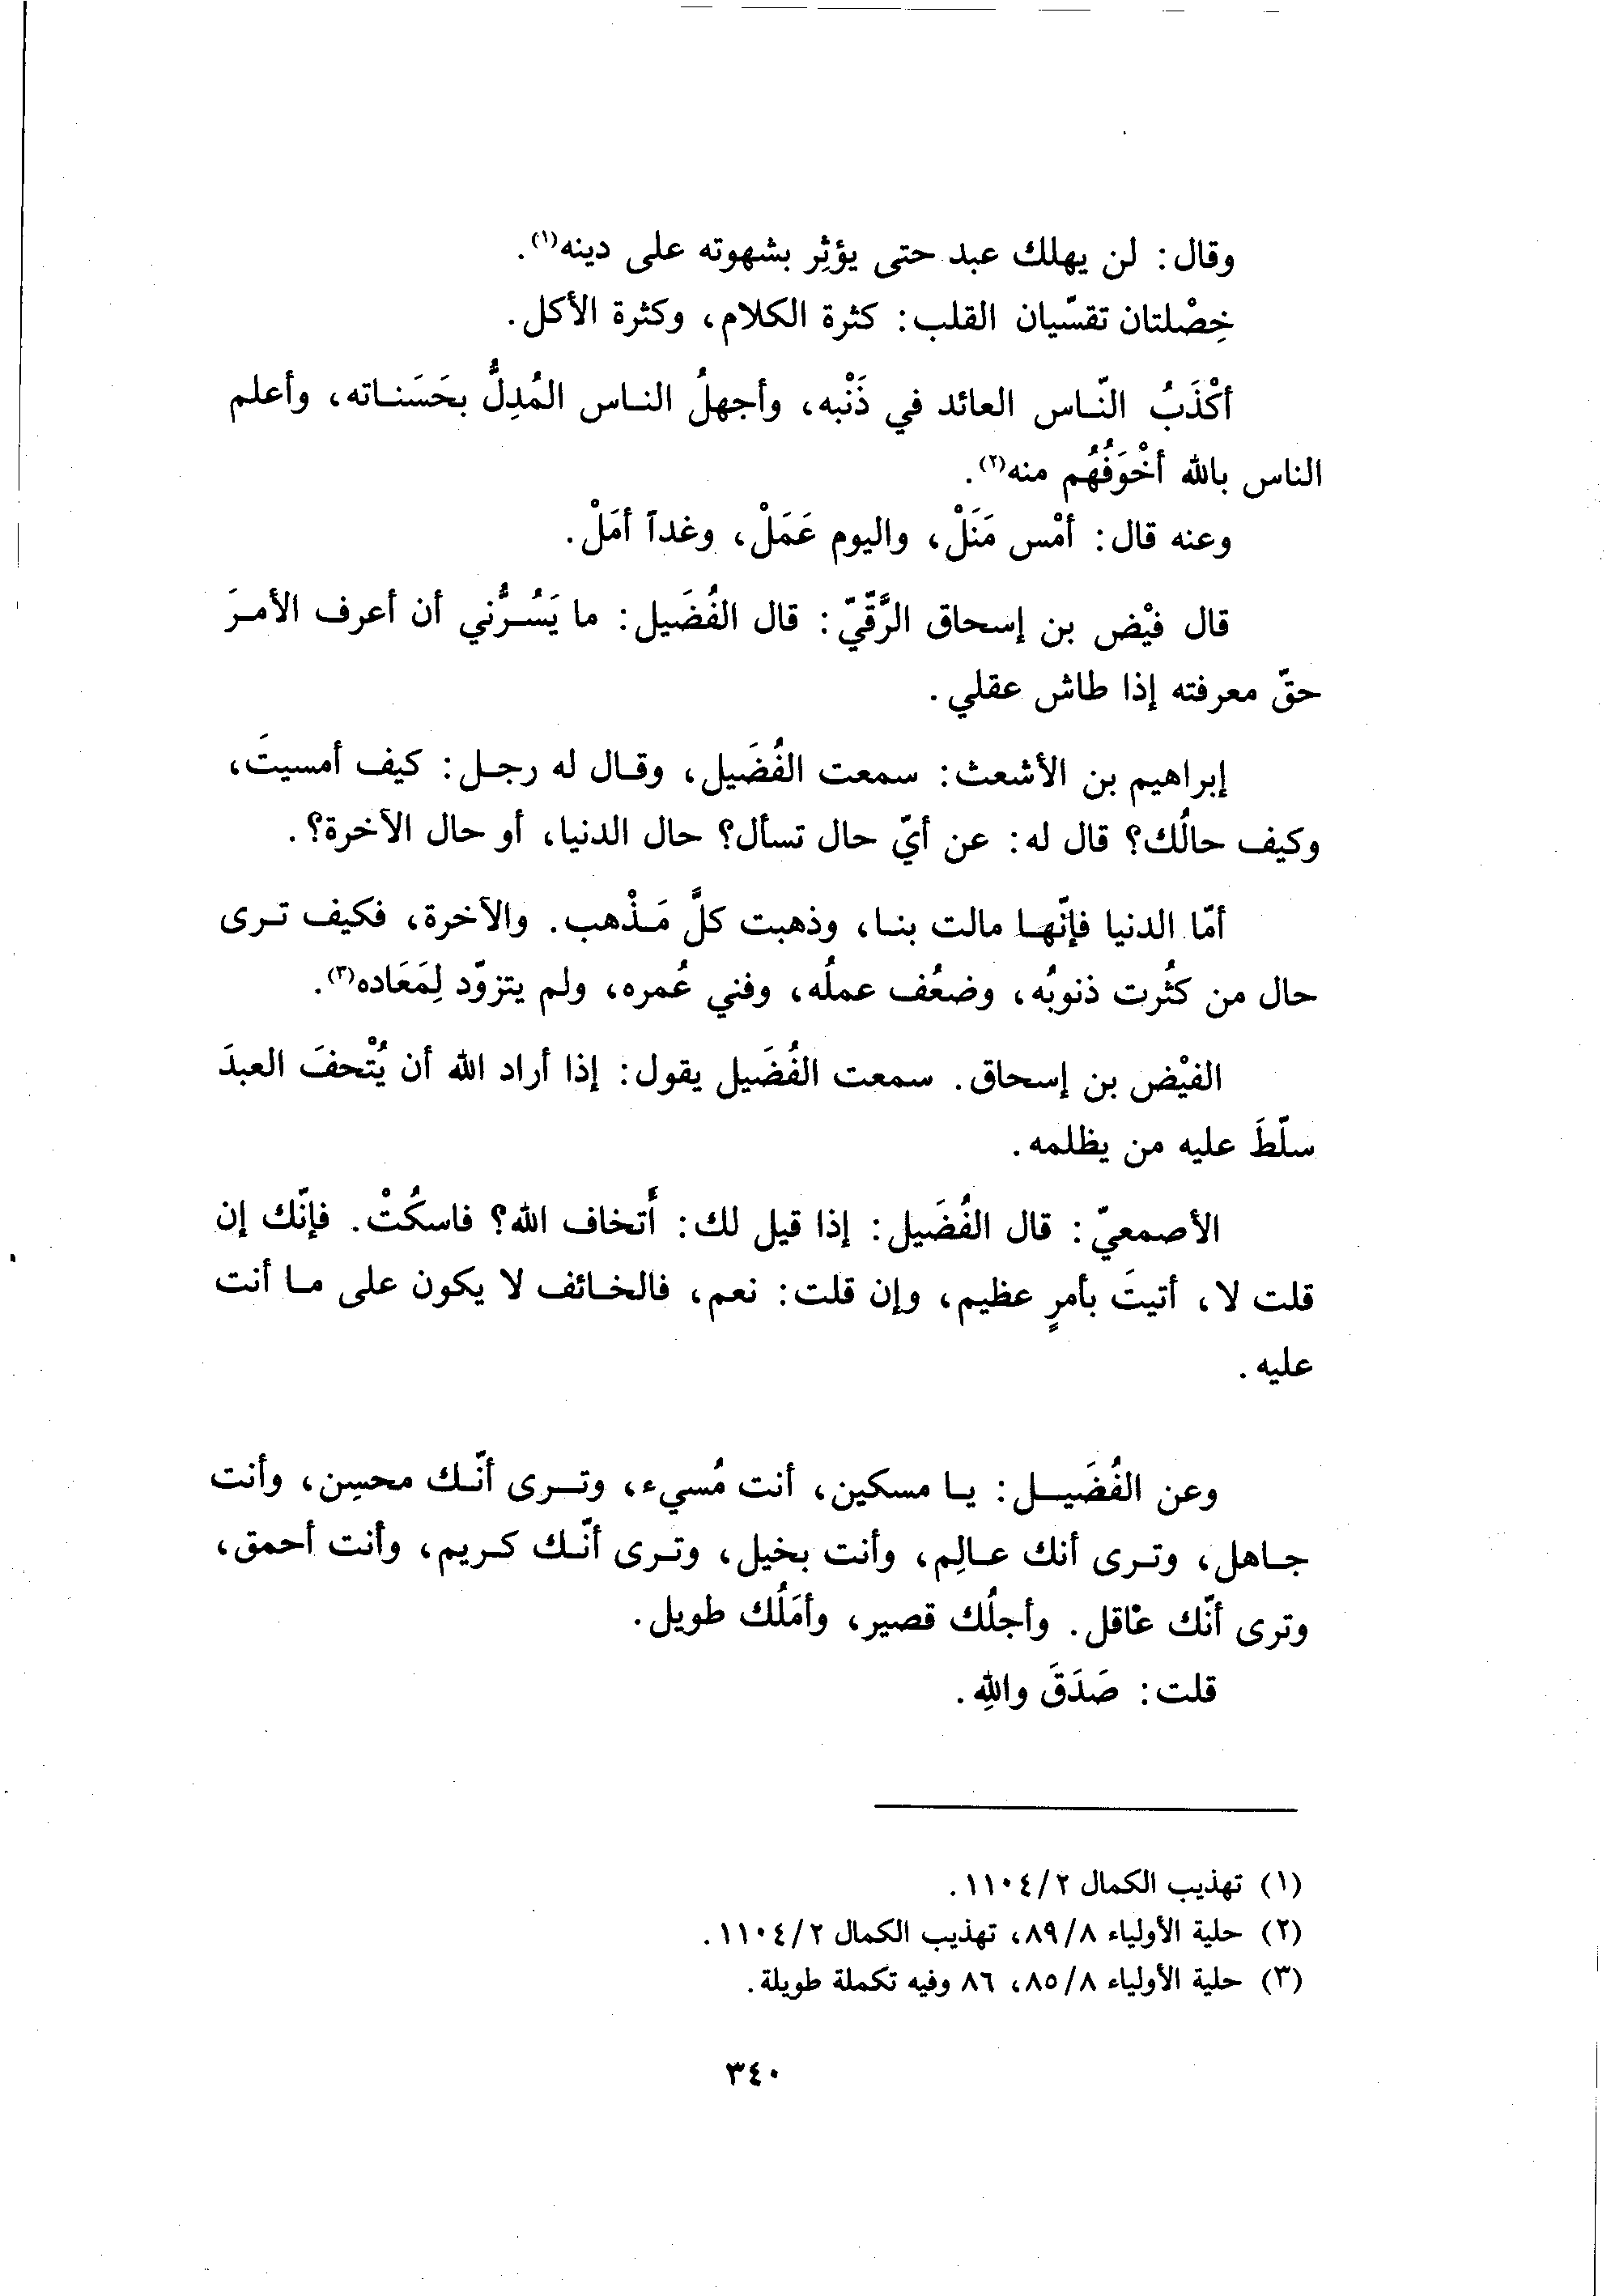 وقال: لن يهلك عبد حتى يؤثِر بشهوته على دينه(١).
خِصْلتان تقسّيان القلب: كثرة الكلام، وكثرة الأكل.
أكْذَبُ النّاس العائد في ذَنْبه، وأجهلُ الناس المُدِلُّ بحَسَناته، وأعلم
الناس بالله أخْوَفُهُم منه(٢).
وعنه قال: أمْس مَثَلْ، واليوم عَمَلْ، وغداً أمَلْ.
قال فيْض بن إسحاق الرَّقّيّ: قال الفُضَيل: ما يَسُرُّني أن أعرف الأمرَ
حقّ معرفته إذا طاش عقلي.
إبراهيم بن الأشعث: سمعت الفُضَيل، وقال له رجل: كيف أمسيتَ،
وكيف حالُك؟ قال له: عن أيّ حال تسأل؟ حال الدنيا، أو حال الآخرة؟.
أمّا الدنيا فإنّها مالت بنا، وذهبت كلَّ مَذْهب. والآخرة، فكيف ترى
حال من كثُرت ذنوبُه، وضعُف عملُه، وفني عُمره، ولم يتزوّد لِمَعَاده(٣).
الفيْض بن إسحاق. سمعت الفُضَيل يقول: إذا أراد الله أن يُتْحفَ العبدَ
سلّطَ عليه من يظلمه.
الأصمعيّ: قال الفُضَيل: إذا قيل لك: أَتخاف الله؟ فاسكُتْ. فإنّك إن
قلت لا، أتيتَ بأمرٍ عظيم، وإن قلت: نعم، فالخائف لا يكون على ما أنت
عليه.
وعن الفُضَيل: يا مسكين، أنت مُسيء، وترى أنّك محسِن، وأنت
جاهل، وترى أنك عالِم، وأنت بخيل، وترى أنّك كريم، وأنت أحمق،
وترى أنّك عاقل. وأجلُك قصير، وأمَلُك طويل.
قلت: صَدَقَ واللهِ.
(١) تهذيب الكمال ١١٠٤/٢.
(٢) حلية الأولياء ٨٩/٨، تهذيب الكمال ١١٠٤/٢.
(٣) حلية الأولياء ٨٥/٨، ٨٦ وفيه تكملة طويلة.
٣٤٠